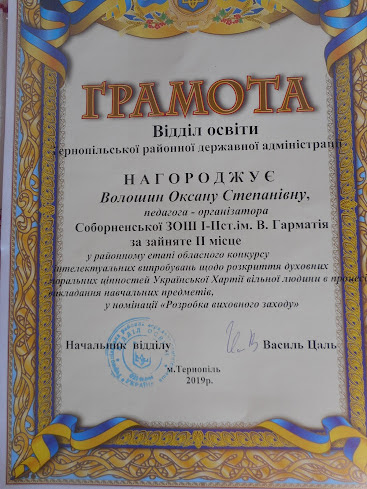 ГРАМОТА
Відділ освіти
Тернопільської районної державної адміністрації
НАГОРОДЖУЄ
Волошин Оксану Степанівну,
педагога - організатора
Соборненської ЗОШ І-ІІст.ім. В. Гарматія
за зайняте ІІ місце
у районному етапі обласного конкурсу
інтелектуальних випробувань щодо розкриття духовних
моральних цінностей Української Хартії вільної людини в процесі
викладання навчальних предметів,
у номінації «Розробка виховного заходу»
Начальник відділу Василь Цаль
м.Тернопіль
2019р.